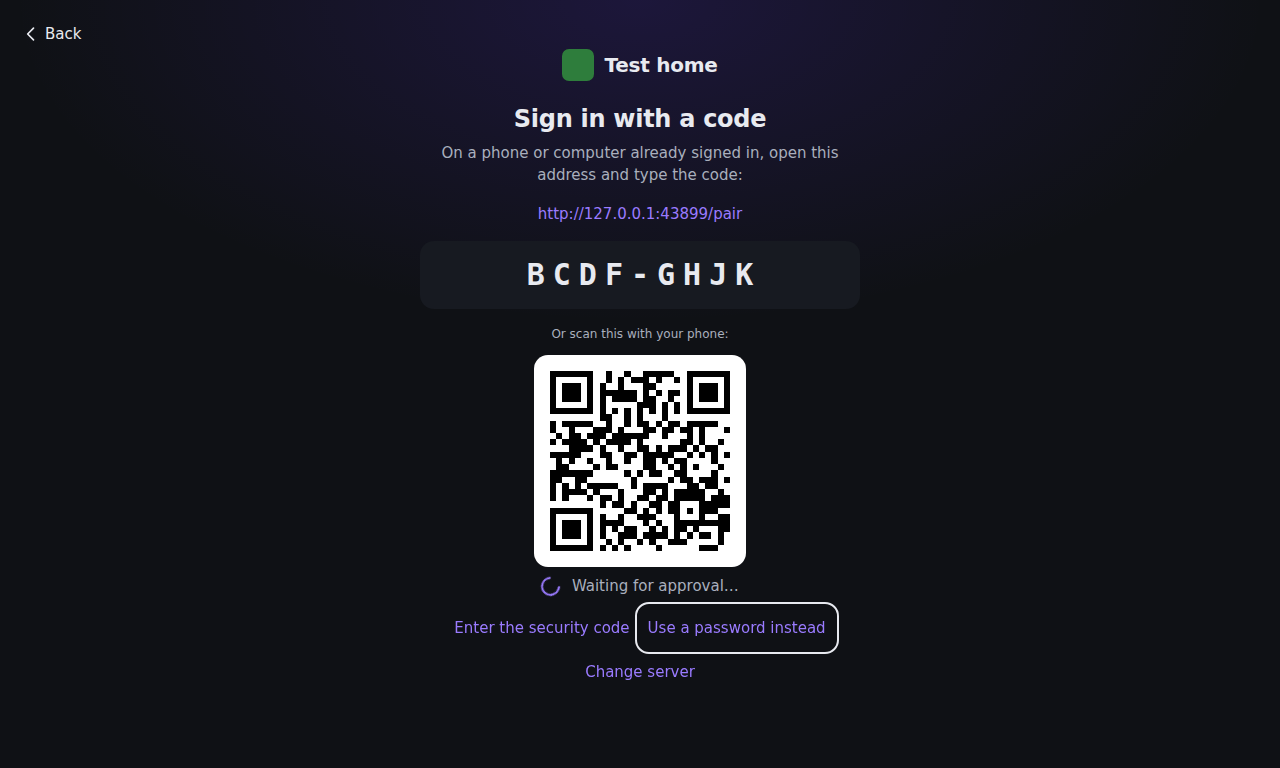 Back
Test home
Sign in with a code
On a phone or computer already signed in, open this
address and type the code:
http://127.0.0.1:43899/pair
BCDF-GHJK
Or scan this with your phone:
Waiting for approval…
Enter the security code Use a password instead
Change server